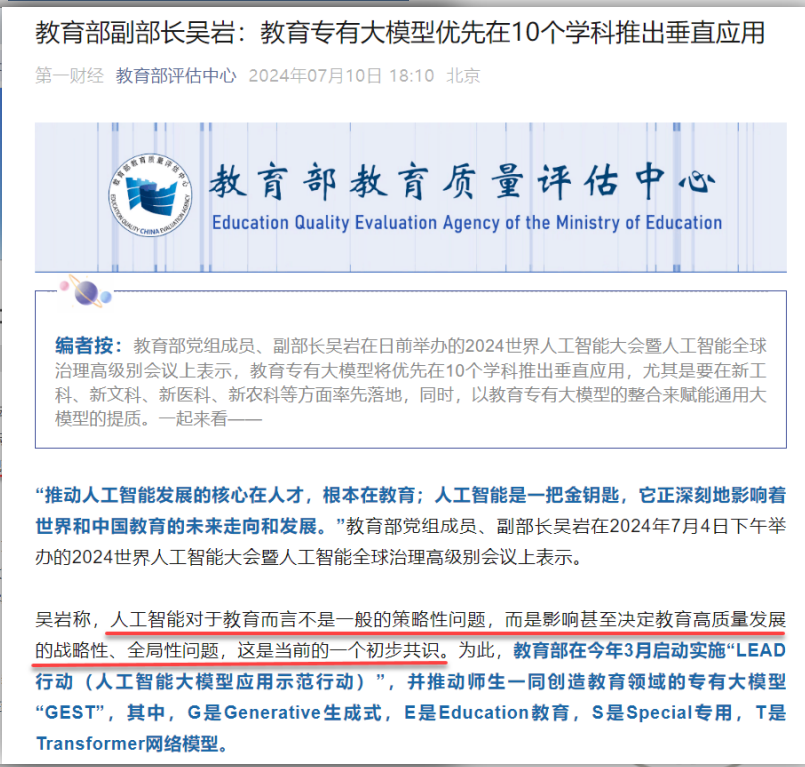 教育部副部长吴岩：教育专有大模型优先在10个学科推出垂直应用
第一财经 教育部评估中心 2024年07月10日 18:10 北京
教育部教育质量评估中心
EDUCATION QUALITY CHINA EVALUATION AGENCY
教育部教育质量评估中心
Education Quality Evaluation Agency of the Ministry of Education
编者按：教育部党组成员、副部长吴岩在日前举办的2024世界人工智能大会暨人工智能全球
治理高级别会议上表示，教育专有大模型将优先在10个学科推出垂直应用，尤其是要在新工
科、新文科、新医科、新农科等方面率先落地，同时，以教育专有大模型的整合来赋能通用大
模型的提质。一起来看——
“推动人工智能发展的核心在人才，根本在教育；人工智能是一把金钥匙，它正深刻地影响着
世界和中国教育的未来走向和发展。”教育部党组成员、副部长吴岩在2024年7月4日下午举
办的2024世界人工智能大会暨人工智能全球治理高级别会议上表示。
吴岩称，人工智能对于教育而言不是一般的策略性问题，而是影响甚至决定教育高质量发展
的战略性、全局性问题，这是当前的一个初步共识。为此，教育部在今年3月启动实施“LEAD
行动（人工智能大模型应用示范行动）”，并推动师生一同创造教育领域的专有大模型
“GEST”，其中，G是Generative生成式，E是Education教育，S是Special专用，T是
Transformer网络模型。